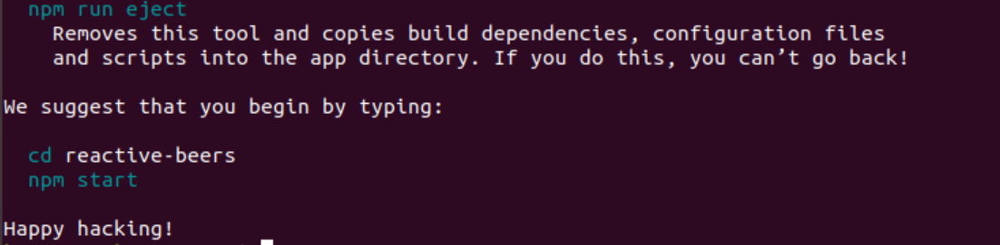 npm run eject
Removes this tool and copies build dependencies, configuration files
and scripts into the app directory. If you do this, you can’t go back!
We suggest that you begin by typing:
cd reactive-beers
npm start
Happy hacking!